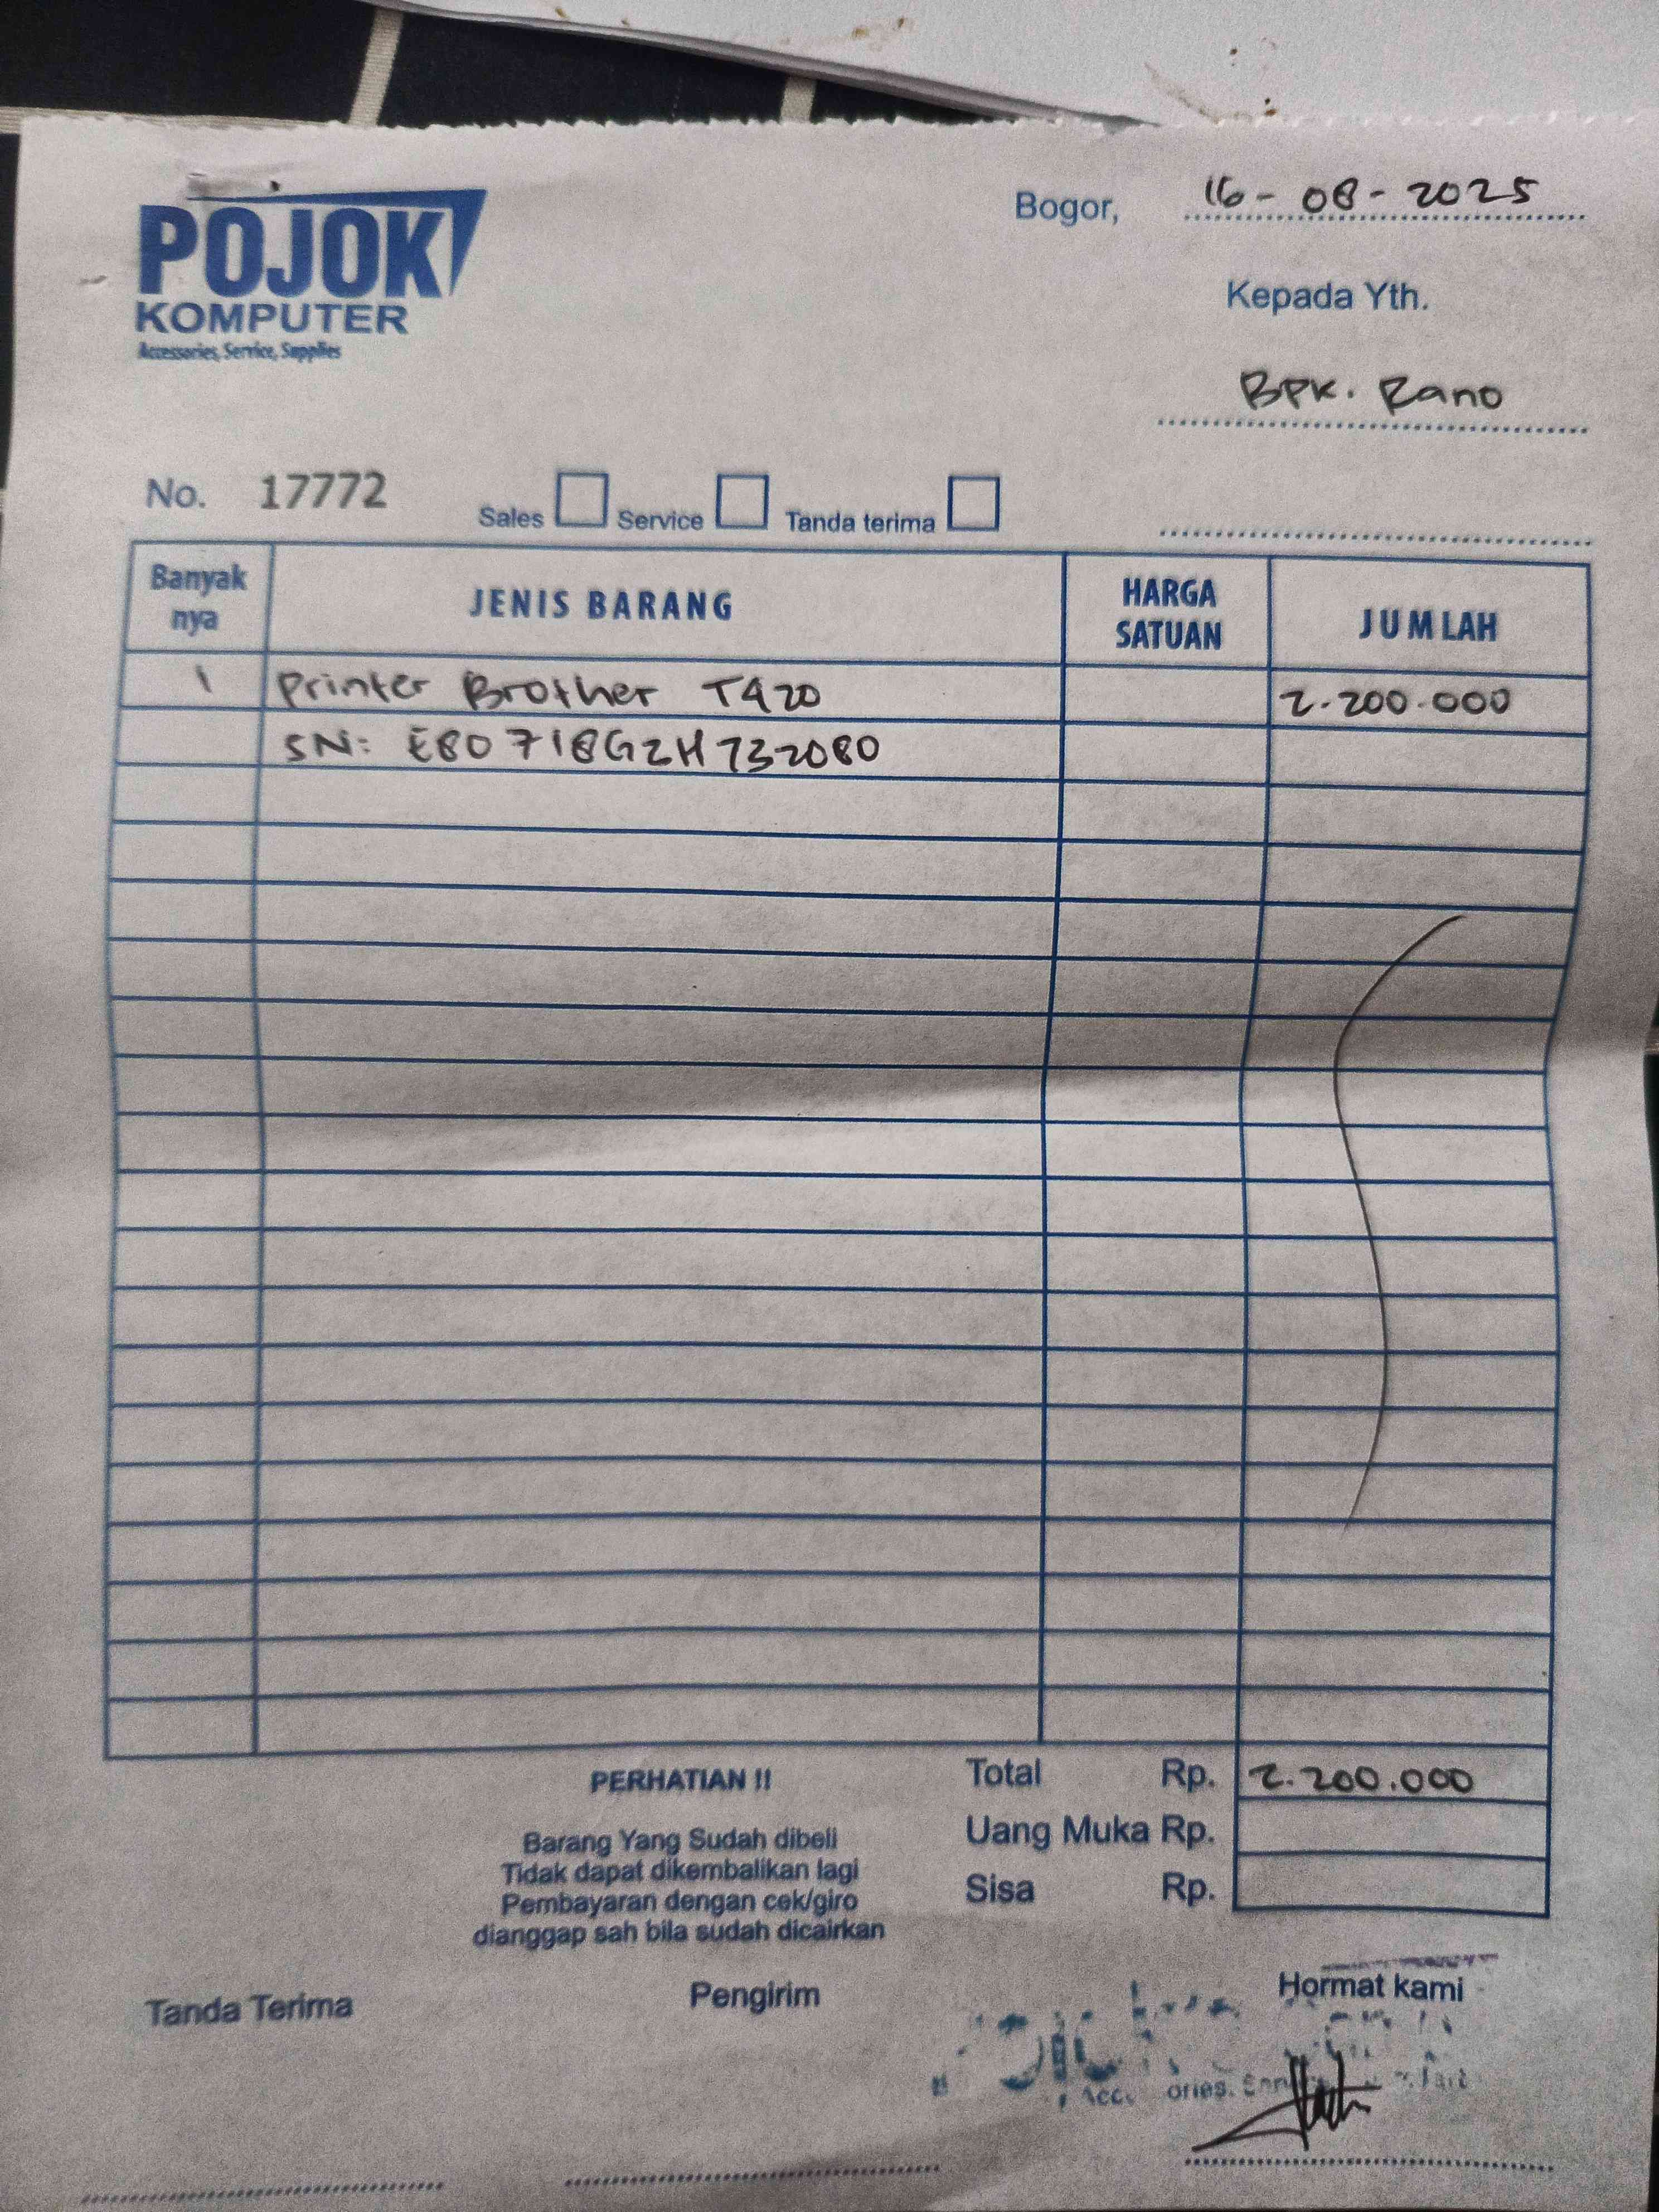 POJOK
KOMPUTER
Accessories, Service, Supplies
Bogor, 16-08-2025
Kepada Yth.
BPK. Rano
No. 17772 Sales Service Tanda terima
Banyak nya JENIS BARANG HARGA SATUAN JUMLAH
1 Printer Brother T420 2.200.000
SN: E80718G2H732080
Total Rp. 2.200.000
Uang Muka Rp.
Sisa Rp.
PERHATIAN !!
Barang Yang Sudah dibeli
Tidak dapat dikembalikan lagi
Pembayaran dengan cek/giro
dianggap sah bila sudah dicairkan
Tanda Terima Pengirim Hormat kami